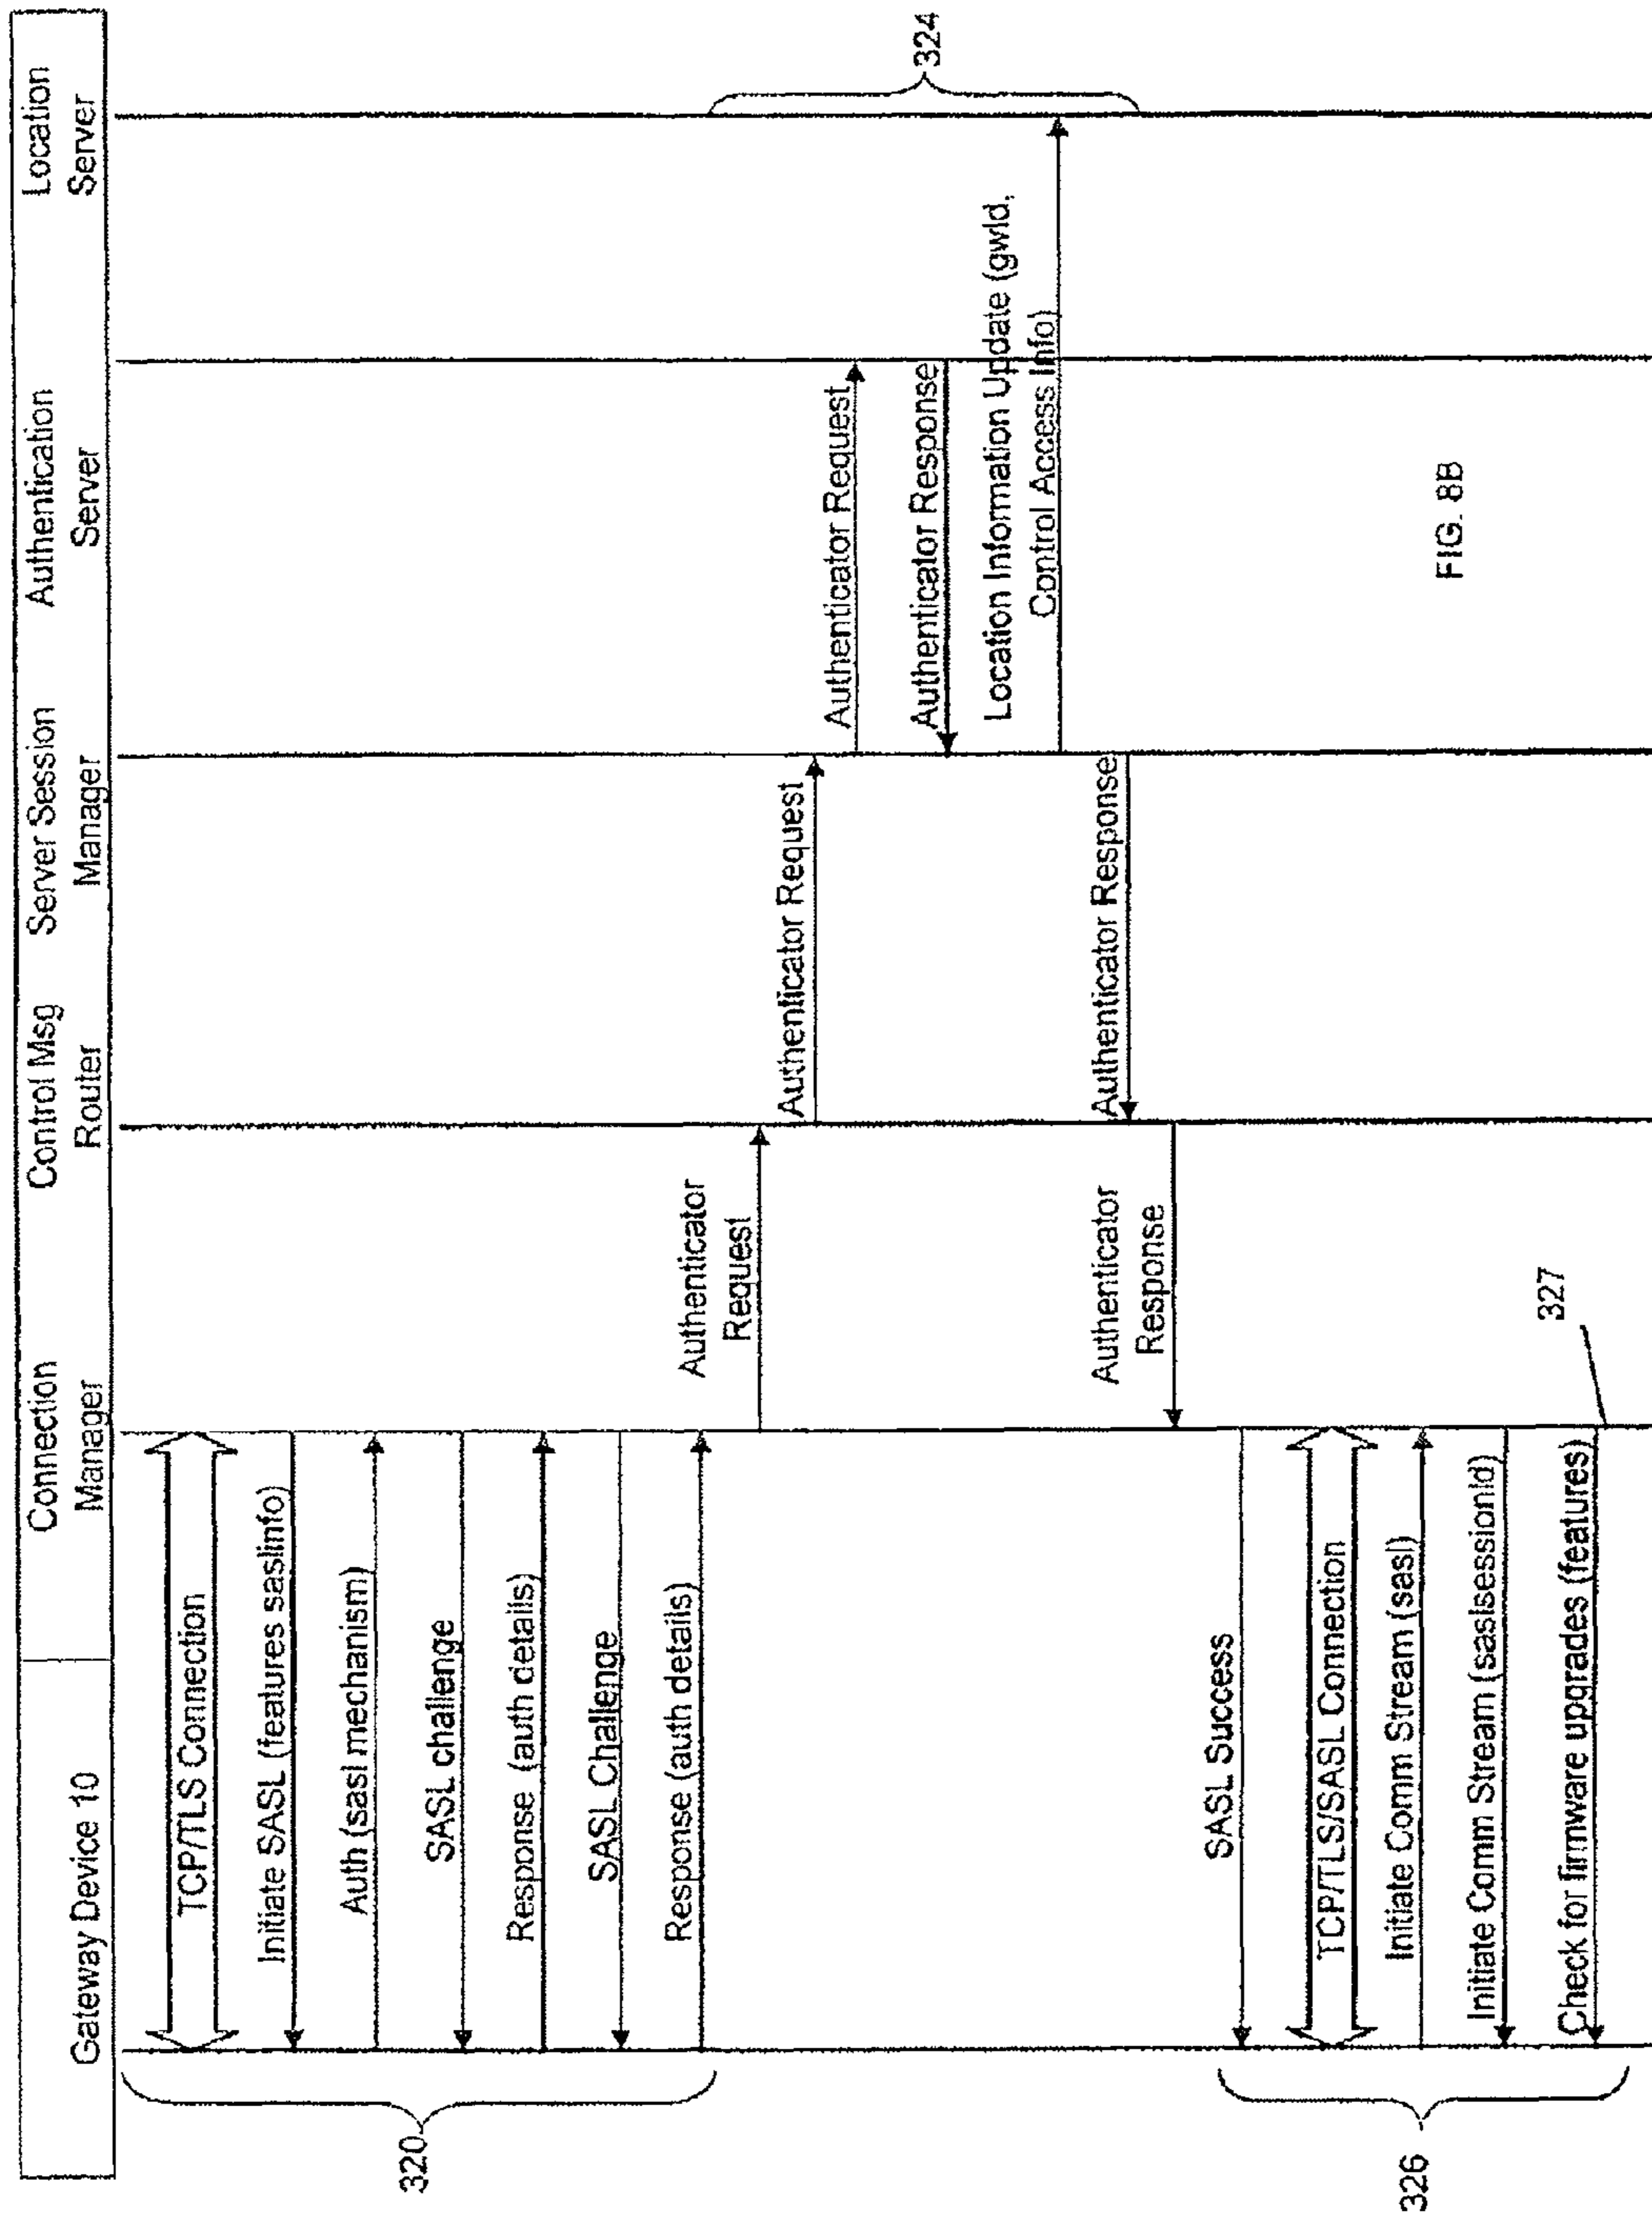 Gateway Device 10
Connection
Manager
Control Msg
Router
Server Session
Manager
Authentication
Server
Location
Server
TCP/TLS Connection
Initiate SASL (features saslinfo)
Auth (sasl mechanism)
SASL challenge
Response (auth details)
SASL Challenge
Response (auth details)
320
Authenticator
Request
Authenticator Request
Authenticator Request
Authenticator Response
Location Information Update (gwId,
Control Access Info)
324
Authenticator Response
Authenticator
Response
SASL Success
TCP/TLS/SASL Connection
Initiate Comm Stream (sasl)
Initiate Comm Stream (saslsessionId)
Check for firmware upgrades (features)
326
327
FIG. 8B